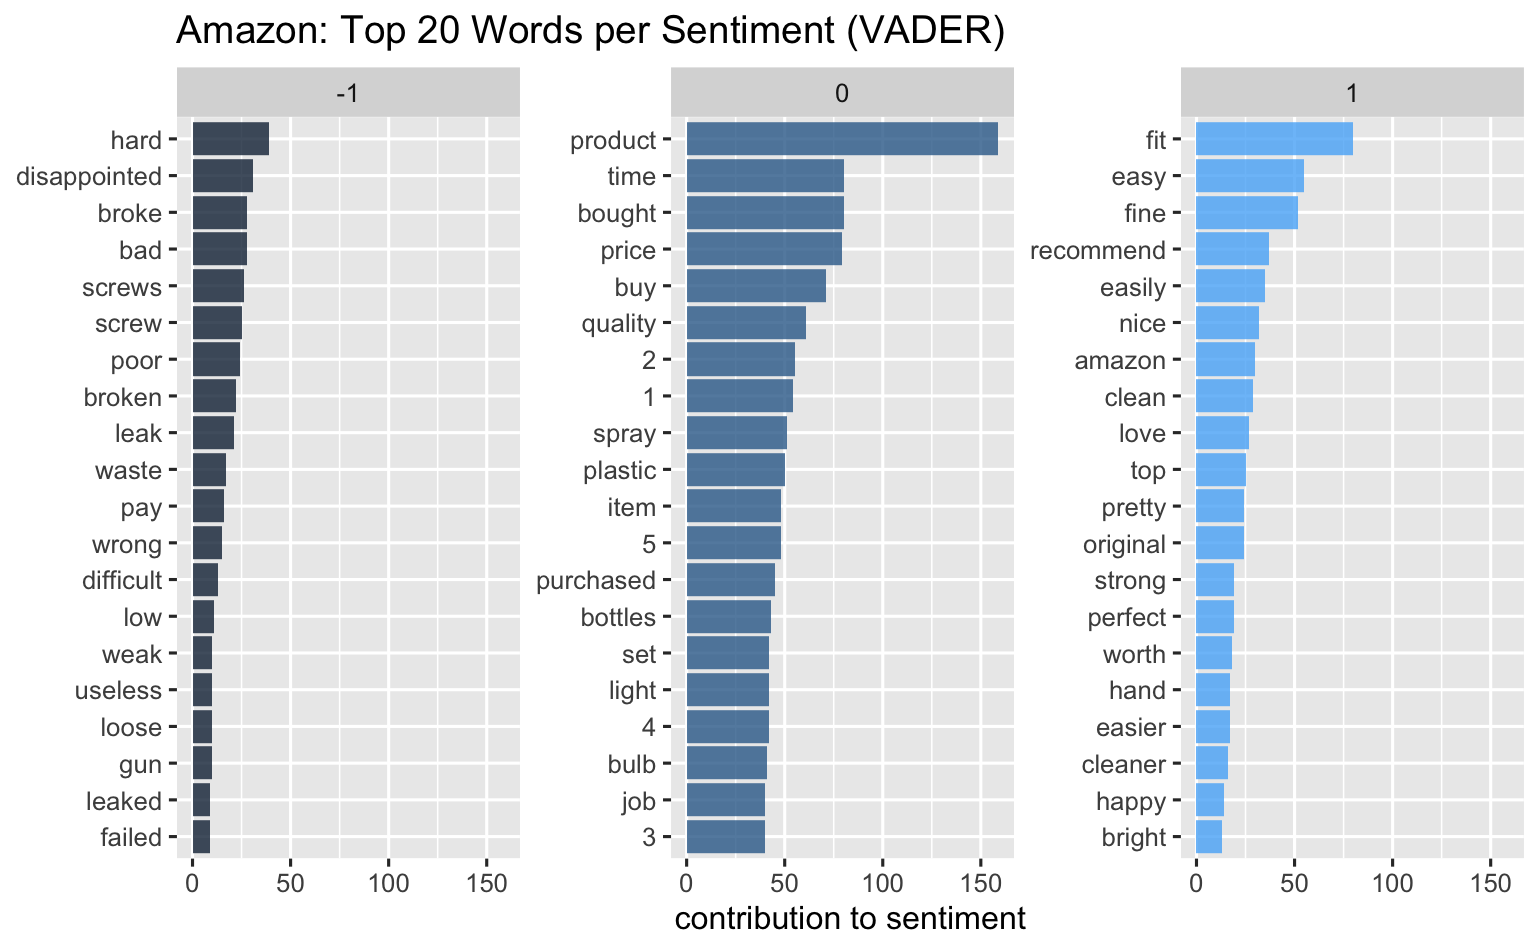 Amazon: Top 20 Words per Sentiment (VADER)
-1
hard
disappointed
broke
bad
screws
screw
poor
broken
leak
waste
pay
wrong
difficult
low
weak
useless
loose
gun
leaked
failed
0 50 100 150
0
product
time
bought
price
buy
quality
2
1
spray
plastic
item
5
purchased
bottles
set
light
4
bulb
job
3
0 50 100 150
1
fit
easy
fine
recommend
easily
nice
amazon
clean
love
top
pretty
original
strong
perfect
worth
hand
easier
cleaner
happy
bright
0 50 100 150
contribution to sentiment